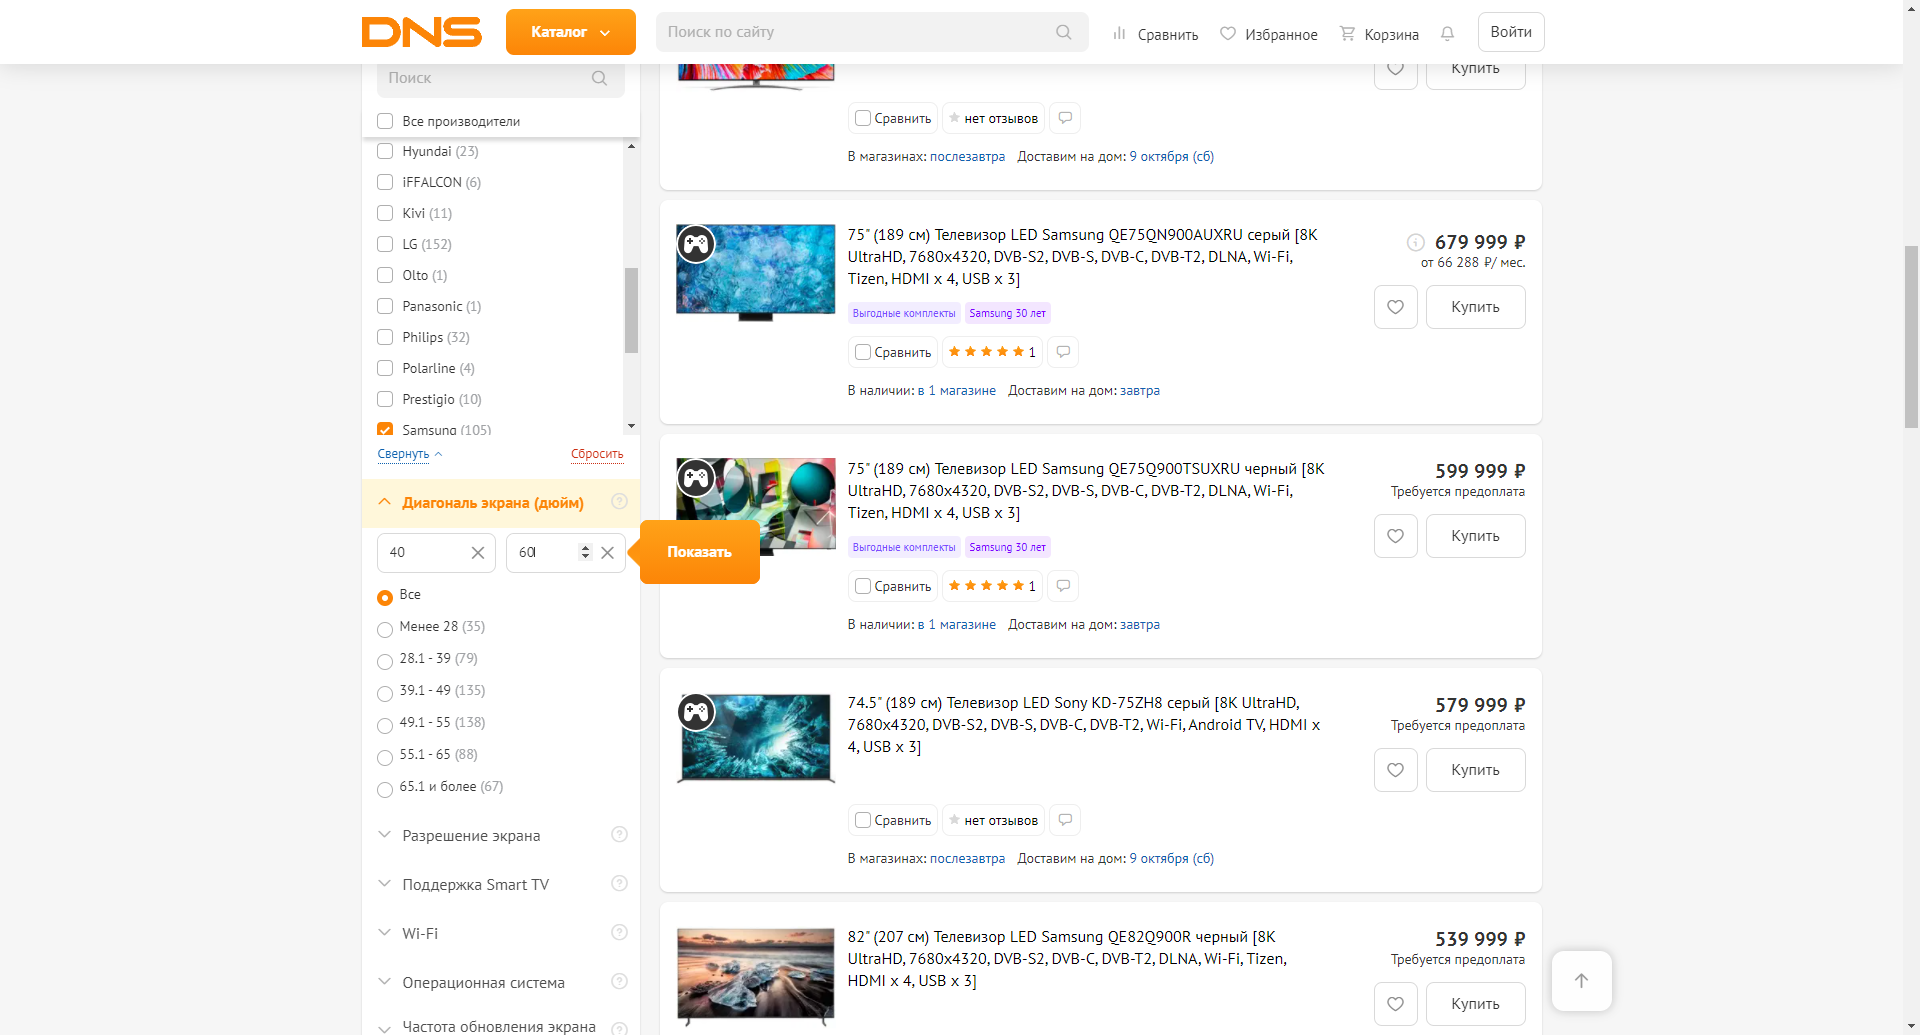 DNS
Каталог
Поиск по сайту
Сравнить
Избранное
Корзина
Войти
Поиск
Все производители
Hyundai (23)
iFFALCON (6)
Kivi (11)
LG (152)
Olto (1)
Panasonic (1)
Philips (32)
Polarline (4)
Prestigio (10)
Samsung (105)
Свернуть
Сбросить
Диагональ экрана (дюйм)
40
60
Показать
Все
Менее 28 (35)
28.1 - 39 (79)
39.1 - 49 (135)
49.1 - 55 (138)
55.1 - 65 (88)
65.1 и более (67)
Разрешение экрана
Поддержка Smart TV
Wi-Fi
Операционная система
Частота обновления экрана
Купить
Сравнить
нет отзывов
В магазинах: послезавтра Доставим на дом: 9 октября (сб)
75" (189 см) Телевизор LED Samsung QE75QN900AUXRU серый [8K
UltraHD, 7680x4320, DVB-S2, DVB-S, DVB-C, DVB-T2, DLNA, Wi-Fi,
Tizen, HDMI x 4, USB x 3]
Выгодные комплекты
Samsung 30 лет
Сравнить
1
В наличии: в 1 магазине Доставим на дом: завтра
679 999 ₽
от 66 288 ₽/ мес.
Купить
75" (189 см) Телевизор LED Samsung QE75Q900TSUXRU черный [8K
UltraHD, 7680x4320, DVB-S2, DVB-S, DVB-C, DVB-T2, DLNA, Wi-Fi,
Tizen, HDMI x 4, USB x 3]
Выгодные комплекты
Samsung 30 лет
Сравнить
1
В наличии: в 1 магазине Доставим на дом: завтра
599 999 ₽
Требуется предоплата
Купить
74.5" (189 см) Телевизор LED Sony KD-75ZH8 серый [8K UltraHD,
7680x4320, DVB-S2, DVB-S, DVB-C, DVB-T2, Wi-Fi, Android TV, HDMI x
4, USB x 3]
Сравнить
нет отзывов
В магазинах: послезавтра Доставим на дом: 9 октября (сб)
579 999 ₽
Требуется предоплата
Купить
82" (207 см) Телевизор LED Samsung QE82Q900R черный [8K
UltraHD, 7680x4320, DVB-S2, DVB-C, DVB-T2, DLNA, Wi-Fi, Tizen,
HDMI x 4, USB x 3]
539 999 ₽
Требуется предоплата
Купить